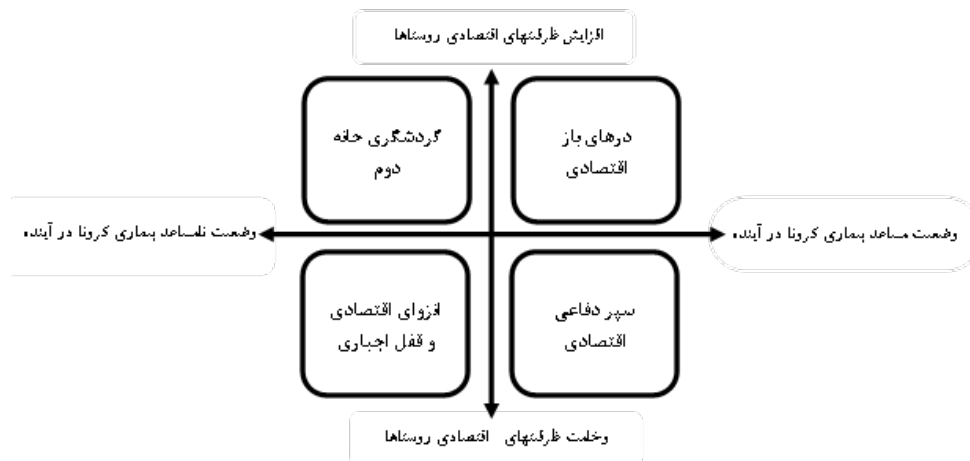 افزایش ظرفیتهای اقتصادی روستاها
درهای باز
اقتصادی
گردشگری خانه
دوم
وضعیت مساعد بیماری کرونا در آینده
وضعیت نامساعد بیماری کرونا در آینده
سپر دفاعی
اقتصادی
انزوای اقتصادی
و قفل اجباری
وخامت ظرفیتهای اقتصادی روستاها